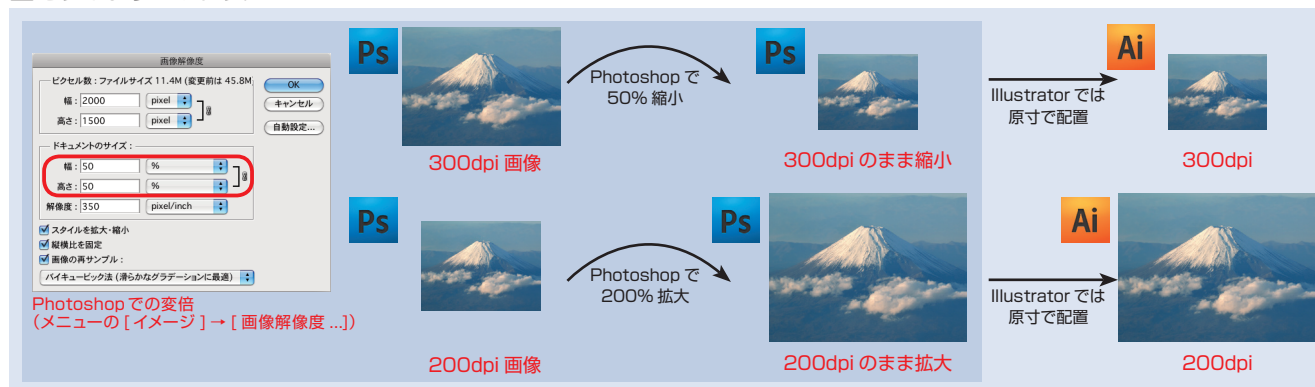 画像解像度
ピクセル数 : ファイルサイズ 11.4M (変更前は 45.8M)
幅 : 2000 pixel
高さ : 1500 pixel
OK
キャンセル
自動設定...
ドキュメントのサイズ :
幅 : 50 %
高さ : 50 %
解像度 : 350 pixel/inch
スタイルを拡大・縮小
縦横比を固定
画像の再サンプル :
バイキュービック法 (滑らかなグラデーションに最適)
Photoshop での変倍
(メニューの [ イメージ ] → [ 画像解像度 ...])
Ps
300dpi 画像
Photoshop で
50% 縮小
Ps
300dpi のまま縮小
Illustrator では
原寸で配置
Ai
300dpi
Ps
200dpi 画像
Photoshop で
200% 拡大
Ps
200dpi のまま拡大
Illustrator では
原寸で配置
Ai
200dpi